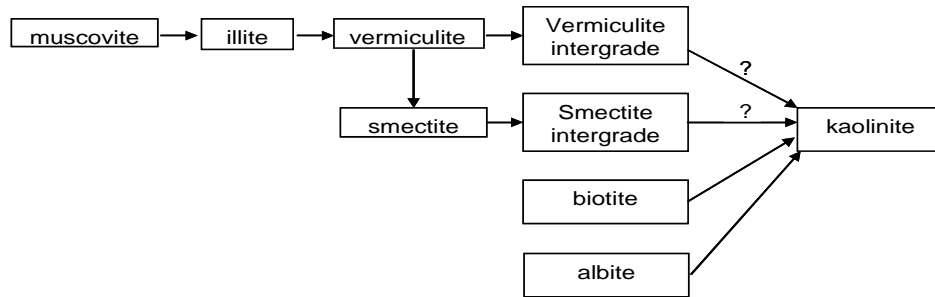 muscovite
illite
vermiculite
Vermiculite
intergrade
?
smectite
Smectite
intergrade
?
kaolinite
biotite
albite